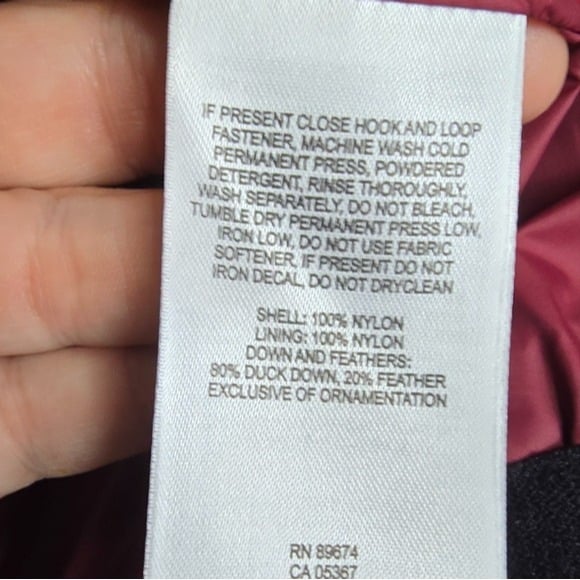 IF PRESENT CLOSE HOOK AND LOOP
FASTENER, MACHINE WASH COLD
PERMANENT PRESS, POWDERED
DETERGENT, RINSE THOROUGHLY,
WASH SEPARATELY, DO NOT BLEACH,
TUMBLE DRY PERMANENT PRESS LOW,
IRON LOW, DO NOT USE FABRIC
SOFTENER, IF PRESENT DO NOT
IRON DECAL, DO NOT DRYCLEAN
SHELL: 100% NYLON
LINING: 100% NYLON
DOWN AND FEATHERS:
80% DUCK DOWN, 20% FEATHER
EXCLUSIVE OF ORNAMENTATION
RN 89674
CA 05367